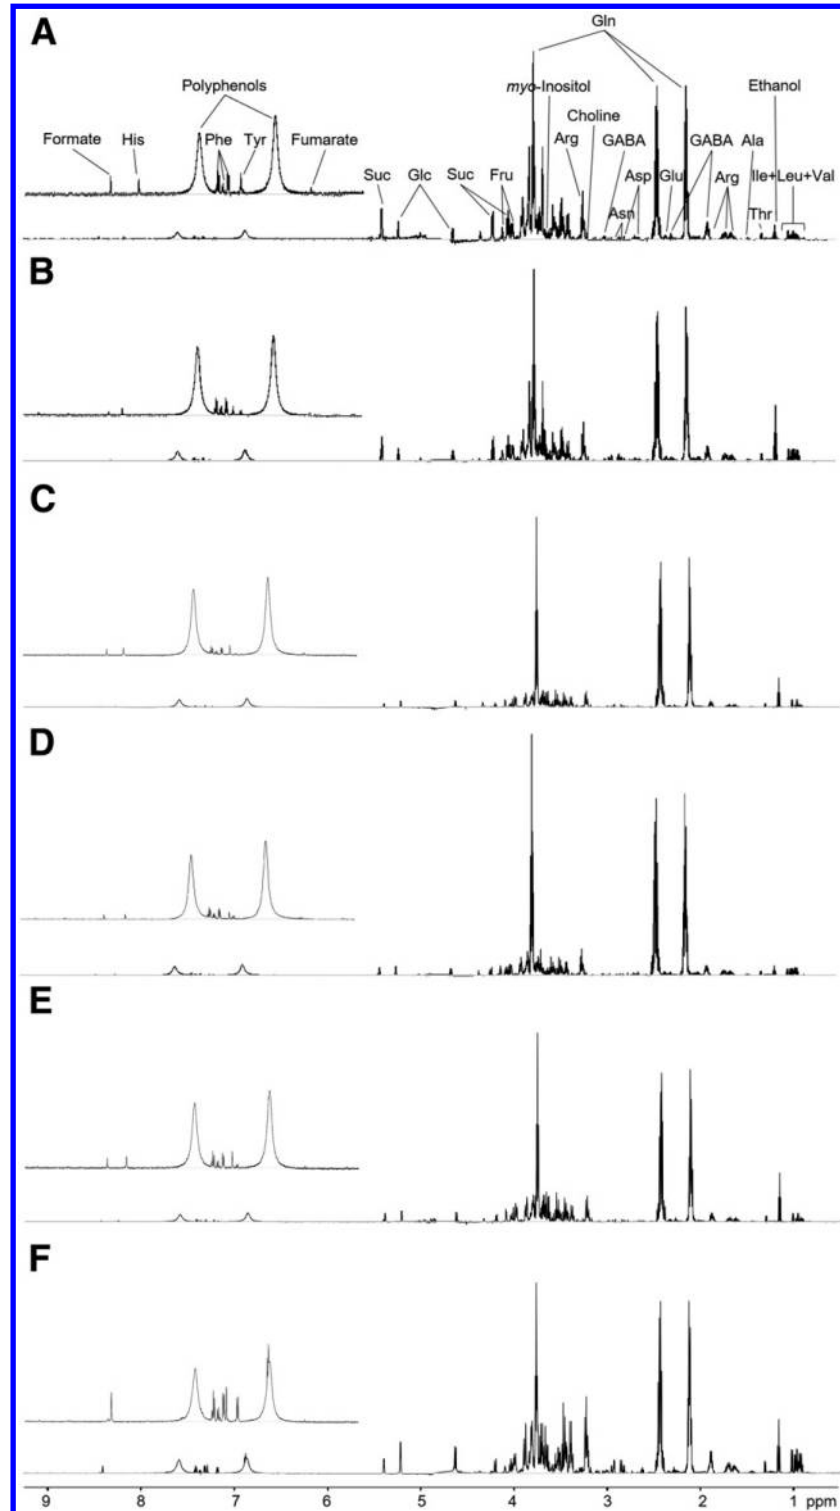 A
Gln
Polyphenols
myo-Inositol
Ethanol
Choline
Formate
His
Phe
Tyr
Fumarate
Arg
GABA
GABA
Ala
Suc
Glc
Suc
Fru
Asp
Glu
Arg
Ile+Leu+Val
Asn
Thr
B
C
D
E
F
9 8 7 6 5 4 3 2 1 ppm